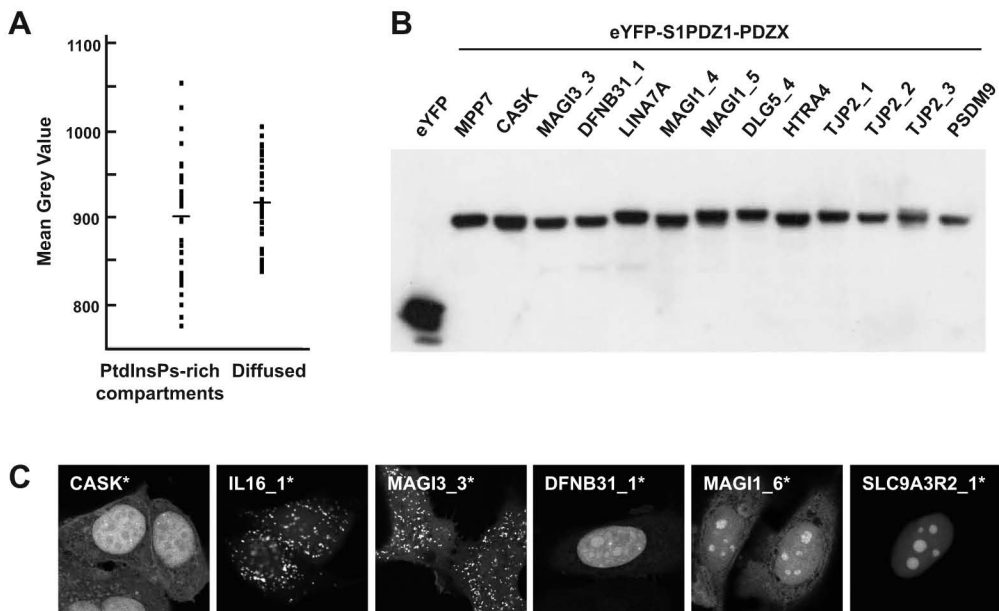 A
1100
1000
900
800
Mean Grey Value
PtdInsPs-rich
compartments
Diffused
B
eYFP-S1PDZ1-PDZX
eYFP
MPP7
CASK
MAGI3_3
DFNB31_1
LINA7A
MAGI1_4
MAGI1_5
DLG5_4
HTRA4
TJP2_1
TJP2_2
TJP2_3
PSDM9
C
CASK*
IL16_1*
MAGI3_3*
DFNB31_1*
MAGI1_6*
SLC9A3R2_1*